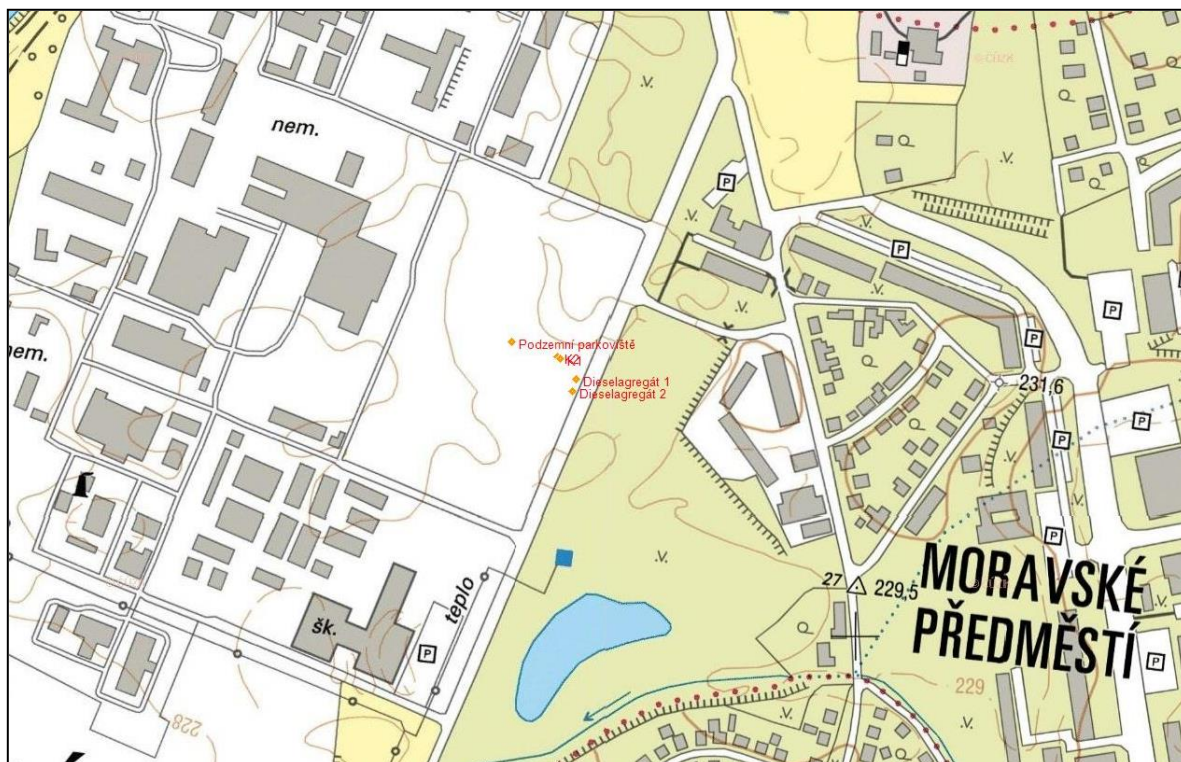 nem.
P
P
P
P
Podzemní parkoviště
Dieselagregát 1
Dieselagregát 2
nem.
231,6
P
P
P
šk.
P
teplo
27
229,5
MORAVSKÉ
PŘEDMĚSTÍ
P
228
229